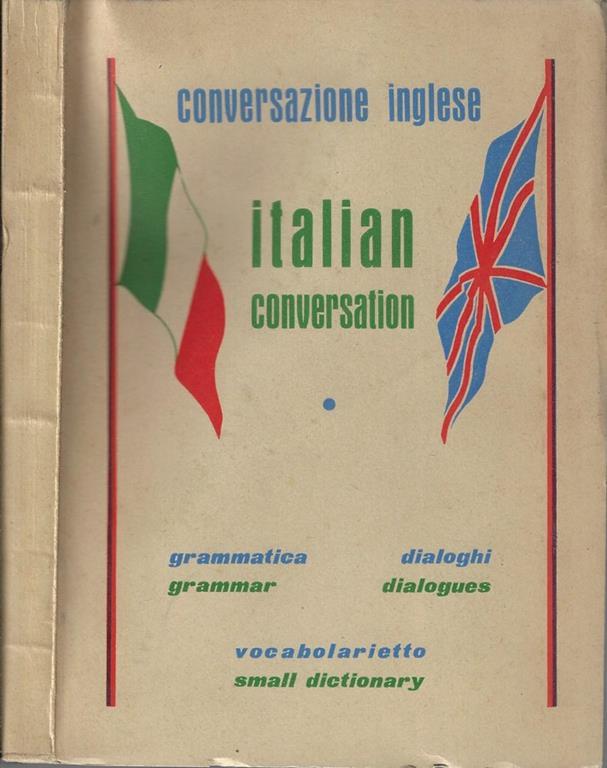 conversazione inglese
italian
conversation
grammatica
grammar
dialoghi
dialogues
vocabolarietto
small dictionary